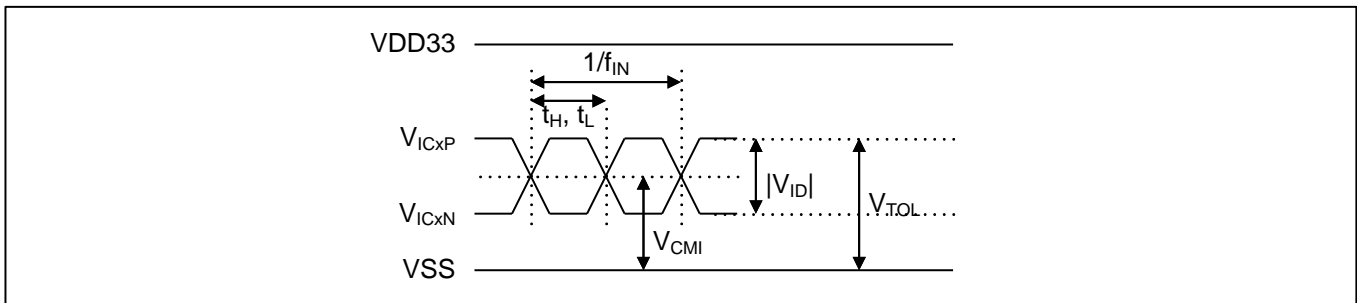 VDD33
1/fIN
tH, tL
VICxP
|VID|
VTOL
VICxN
VCMI
VSS